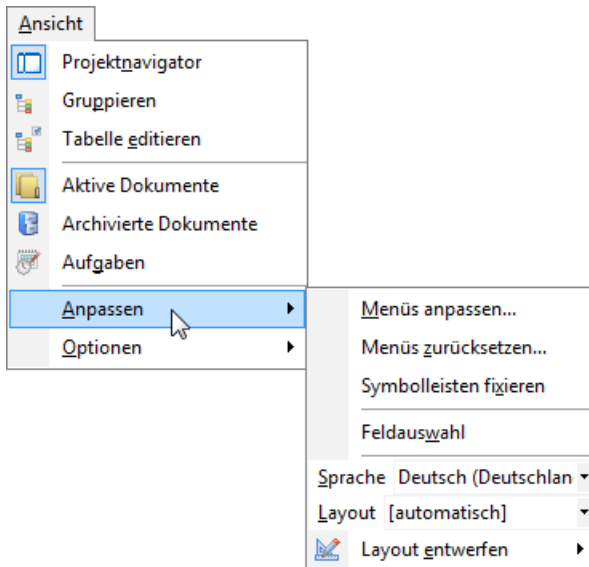 Ansicht
Projektnavigator
Gruppieren
Tabelle editieren
Aktive Dokumente
Archivierte Dokumente
Aufgaben
Anpassen
Optionen
Menüs anpassen...
Menüs zurücksetzen...
Symbolleisten fixieren
Feldauswahl
Sprache Deutsch (Deutschlan
Layout [automatisch]
Layout entwerfen